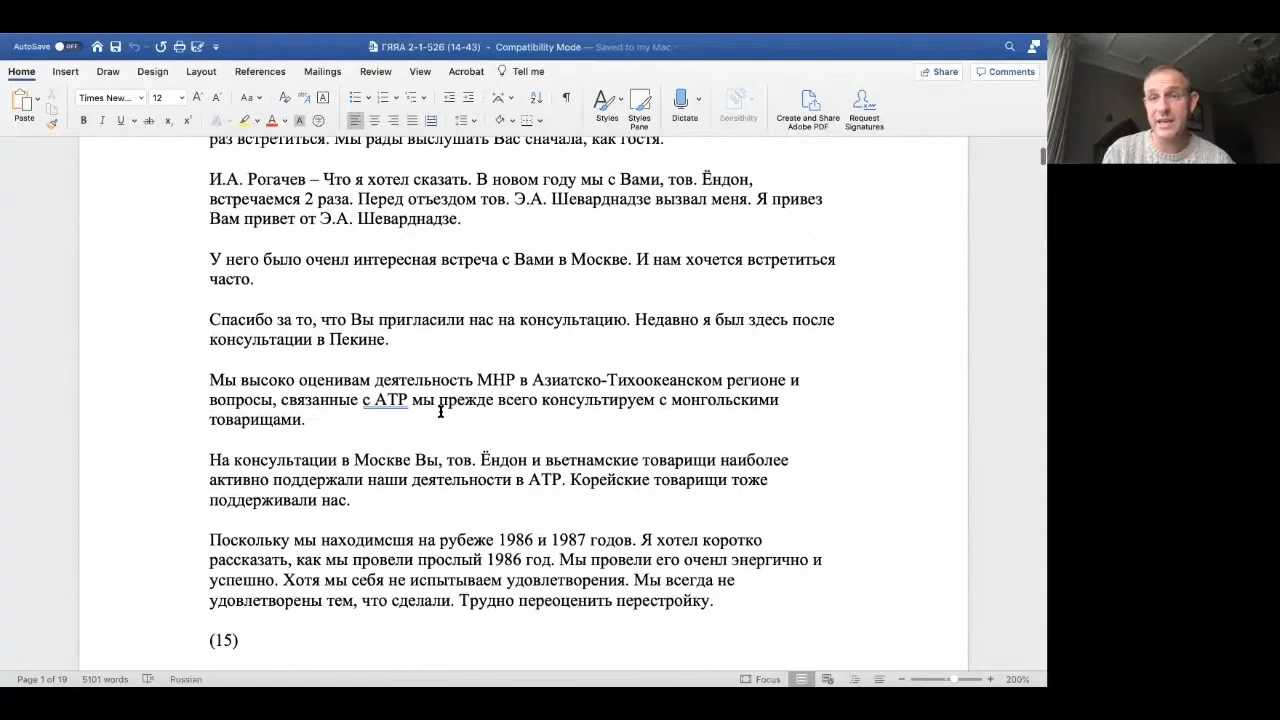 AutoSave OFF
ГЯЯА 2-1-526 (14-43) - Compatibility Mode — Saved to my Mac
Home Insert Draw Design Layout References Mailings Review View Acrobat Tell me
Share Comments
Paste Times New... 12 Styles Styles Pane Dictate Sensitivity Create and Share Adobe PDF Request Signatures
раз встретиться. Мы рады выслушать Вас сначала, как гостя.
И.А. Рогачев – Что я хотел сказать. В новом году мы с Вами, тов. Ёндон,
встречаемся 2 раза. Перед отъездом тов. Э.А. Шеварднадзе вызвал меня. Я привез
Вам привет от Э.А. Шеварднадзе.
У него было оченл интересная встреча с Вами в Москве. И нам хочется встретиться
часто.
Спасибо за то, что Вы пригласили нас на консультацию. Недавно я был здесь после
консультации в Пекине.
Мы высоко оценивам деятельность МНР в Азиатско-Тихоокеанском регионе и
вопросы, связанные с АТР мы прежде всего консультируем с монгольскими
товарищами.
На консультации в Москве Вы, тов. Ёндон и вьетнамские товарищи наиболее
активно поддержали наши деятельности в АТР. Корейские товарищи тоже
поддерживали нас.
Поскольку мы находимсшя на рубеже 1986 и 1987 годов. Я хотел коротко
рассказать, как мы провели прослый 1986 год. Мы провели его оченл энергично и
успешно. Хотя мы себя не испытываем удовлетворения. Мы всегда не
удовлетворены тем, что сделали. Трудно переоценить перестройку.
(15)
Page 1 of 19 5101 words Russian Focus 200%